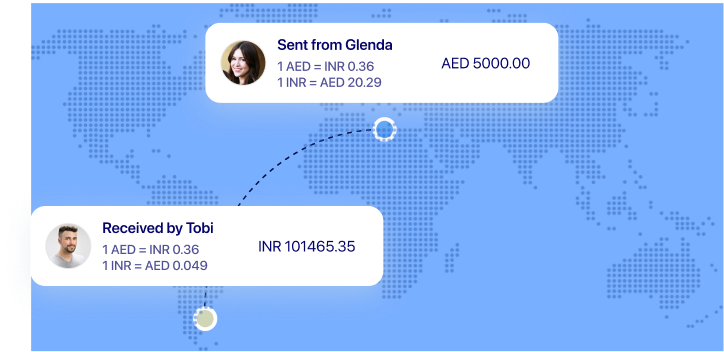 Sent from Glenda
1 AED = INR 0.36
1 INR = AED 20.29
AED 5000.00
Received by Tobi
1 AED = INR 0.36
1 INR = AED 0.049
INR 101465.35